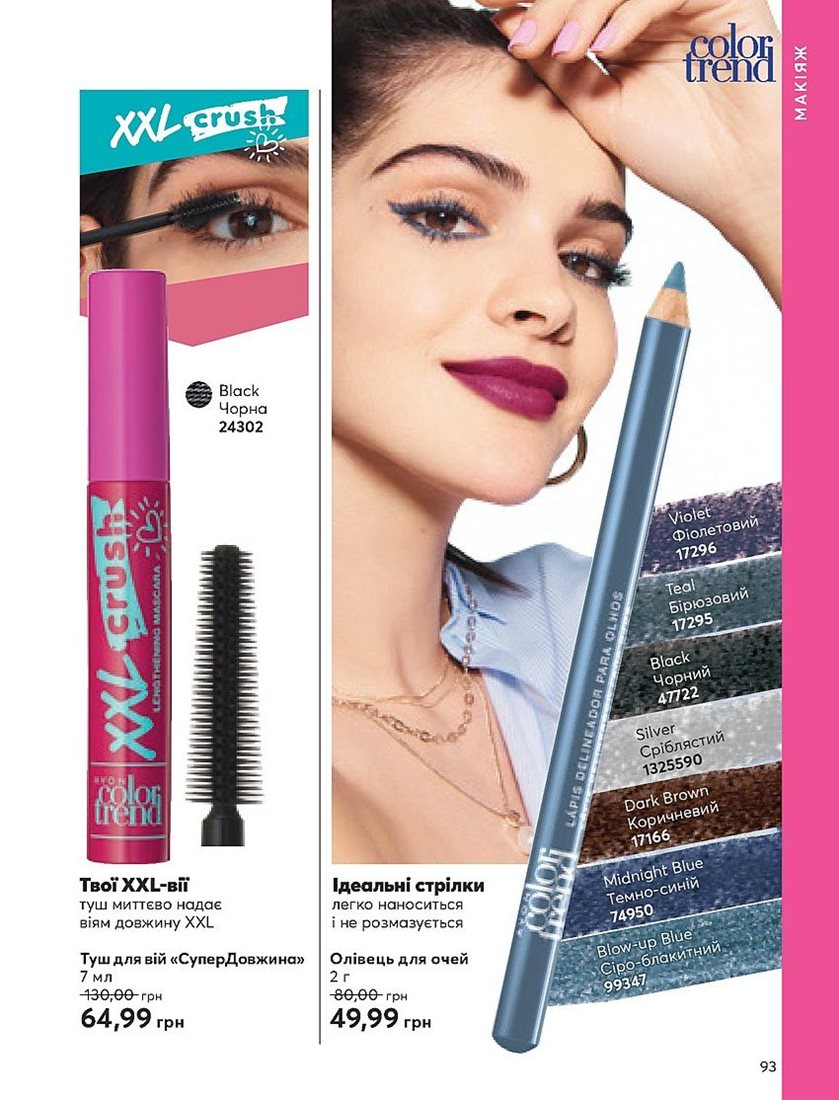 color
trend
МАКІЯЖ
XXL crush
Black
Чорна
24302
XXL crush
LENGTHENING MASCARA
AVON
color
trend
Твої XXL-вії
туш миттєво надає
віям довжину XXL
Туш для вій «СуперДовжина»
7 мл
130,00 грн
64,99 грн
LÁPIS DELINEADOR PARA OLHOS
color
trend
Violet
Фіолетовий
17296
Teal
Бірюзовий
17295
Black
Чорний
47722
Silver
Сріблястий
1325590
Dark Brown
Коричневий
17166
Midnight Blue
Темно-синій
74950
Blow-up Blue
Сіро-блакитний
99347
Ідеальні стрілки
легко наноситься
і не розмазується
Олівець для очей
2 г
80,00 грн
49,99 грн
93